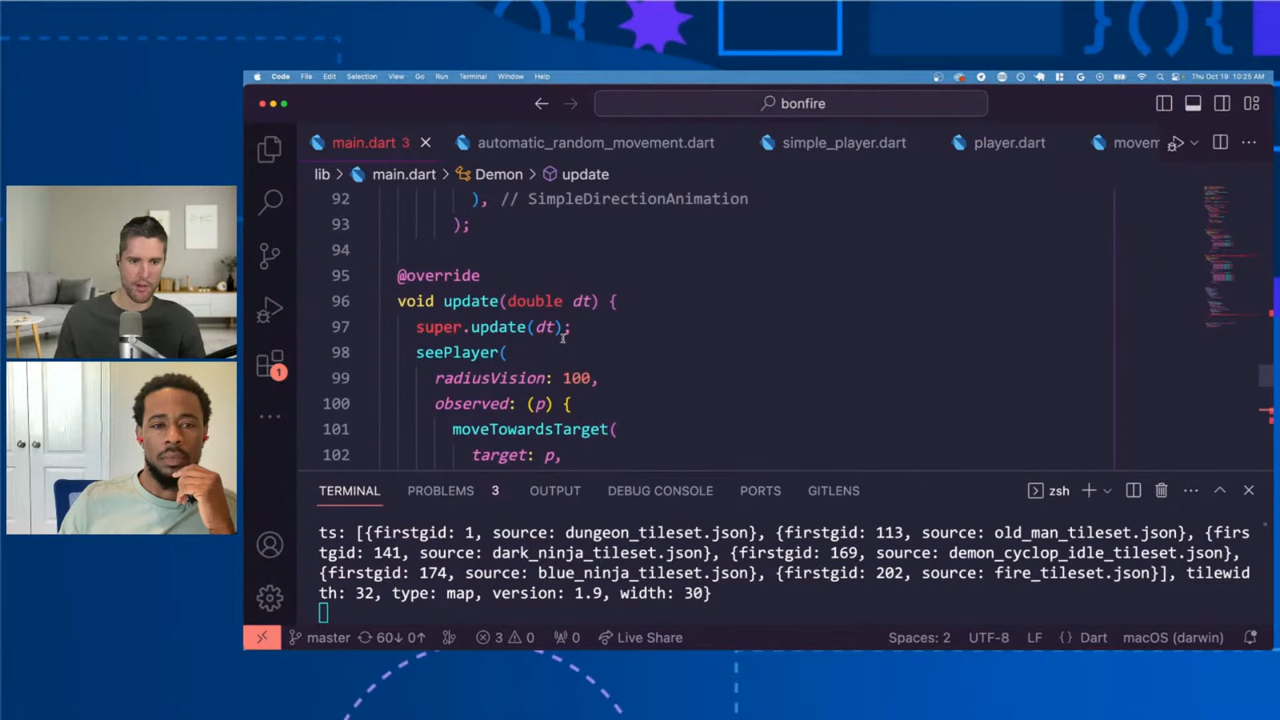 Code File Edit Selection View Go Run Terminal Window Help Thu Oct 19 10:25 AM
bonfire
main.dart 3 automatic_random_movement.dart simple_player.dart player.dart movem
lib > main.dart > Demon > update
92 ), // SimpleDirectionAnimation
93 );
94
95 @override
96 void update(double dt) {
97 super.update(dt);
98 seePlayer(
99 radiusVision: 100,
100 observed: (p) {
101 moveTowardsTarget(
102 target: p,
TERMINAL PROBLEMS 3 OUTPUT DEBUG CONSOLE PORTS GITLENS zsh
ts: [{firstgid: 1, source: dungeon_tileset.json}, {firstgid: 113, source: old_man_tileset.json}, {firs
tgid: 141, source: dark_ninja_tileset.json}, {firstgid: 169, source: demon_cyclop_idle_tileset.json},
{firstgid: 174, source: blue_ninja_tileset.json}, {firstgid: 202, source: fire_tileset.json}], tilewid
th: 32, type: map, version: 1.9, width: 30}
1
master 60↓ 0↑ 3 0 0 Live Share Spaces: 2 UTF-8 LF {} Dart macOS (darwin)